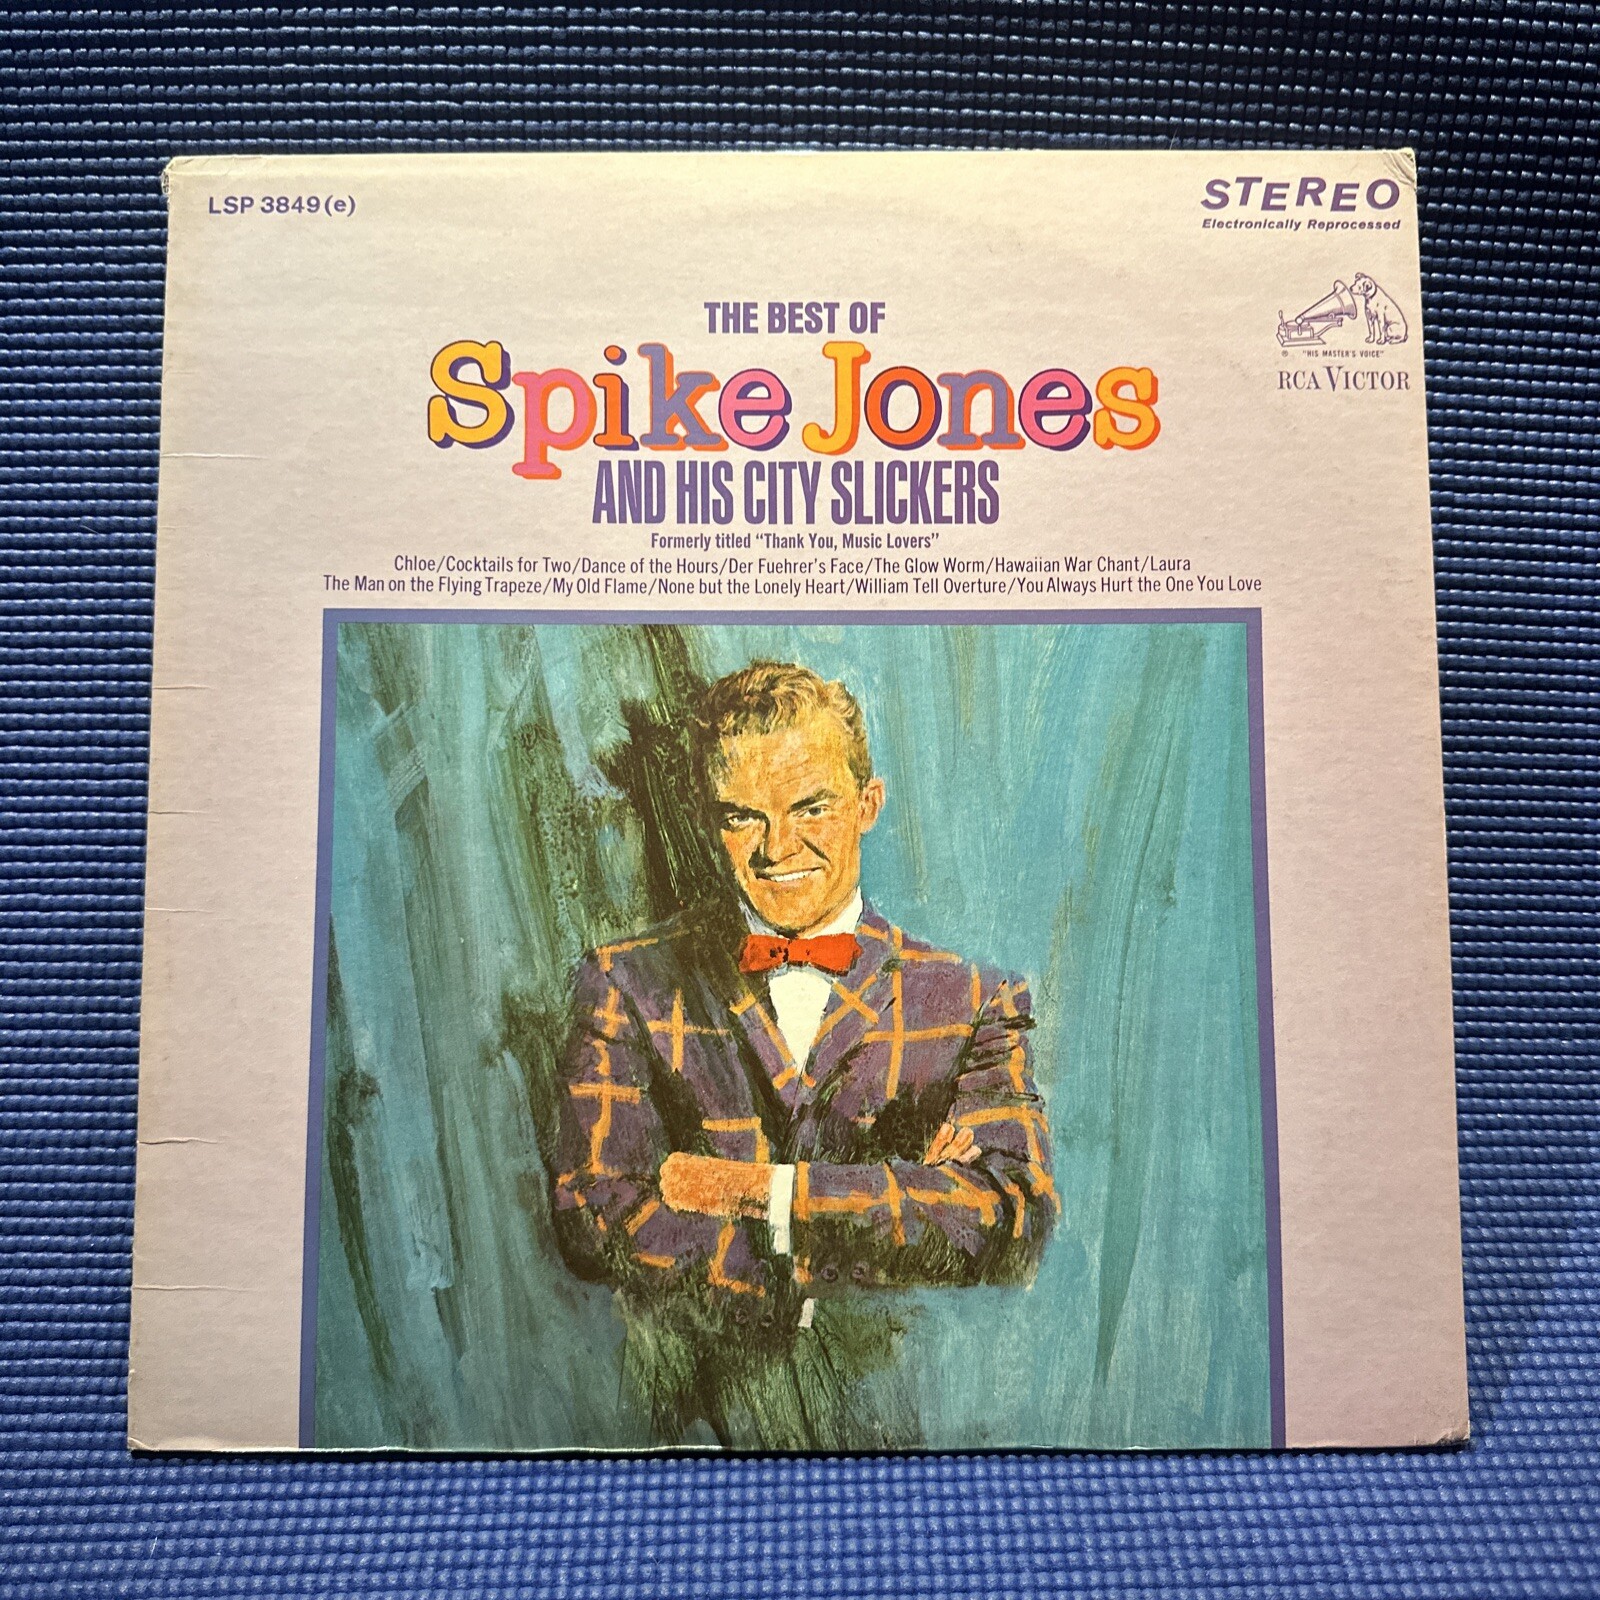 LSP 3849(e)
STEREO
Electronically Reprocessed
® "HIS MASTER'S VOICE"
RCA VICTOR
THE BEST OF
Spike Jones
AND HIS CITY SLICKERS
Formerly titled “Thank You, Music Lovers”
Chloe/Cocktails for Two/Dance of the Hours/Der Fuehrer's Face/The Glow Worm/Hawaiian War Chant/Laura
The Man on the Flying Trapeze/My Old Flame/None but the Lonely Heart/William Tell Overture/You Always Hurt the One You Love